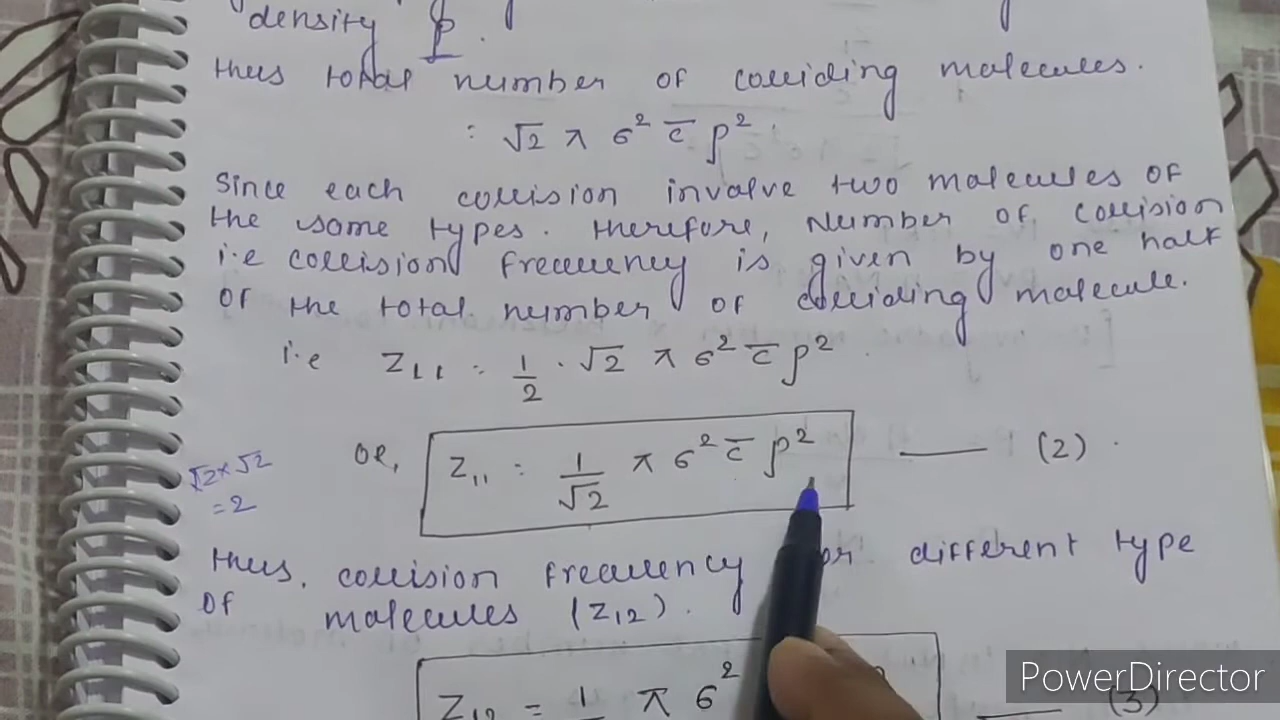 density ρ.
thus total number of colliding molecules.
: √2 π σ² c̅ ρ²
Since each collision involve two molecules of
the same types. therefore, Number of collision
i.e collision frequency is given by one half
of the total number of colliding molecule.
i.e Z₁₁ = 1/2 · √2 π σ² c̅ ρ²
or, Z₁₁ = 1/√2 π σ² c̅ ρ² —— (2).
√2 × √2
= 2
thus, collision frequency for different type
of molecules (Z₁₂).
Z₁₂ = 1 π σ² —— (3)
PowerDirector